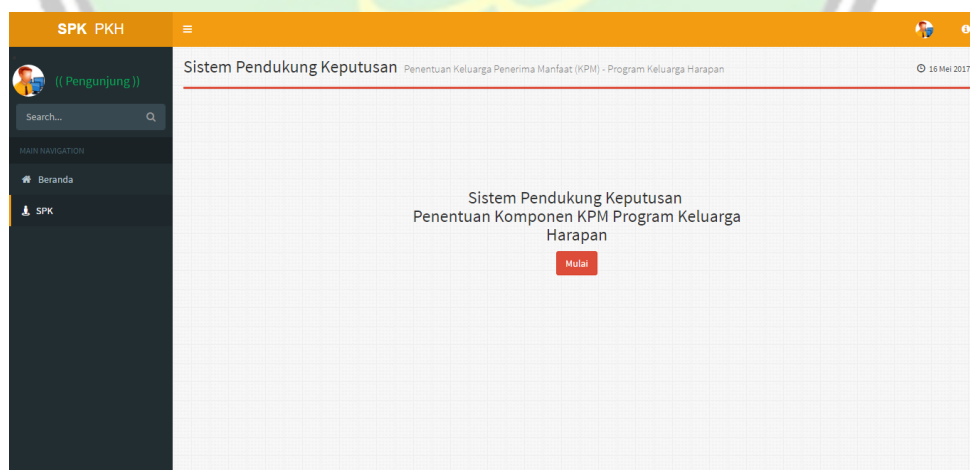 SPK PKH
(( Pengunjung ))
Search...
MAIN NAVIGATION
Beranda
SPK
Sistem Pendukung Keputusan Penentuan Keluarga Penerima Manfaat (KPM) - Program Keluarga Harapan
16 Mei 2017
Sistem Pendukung Keputusan
Penentuan Komponen KPM Program Keluarga
Harapan
Mulai